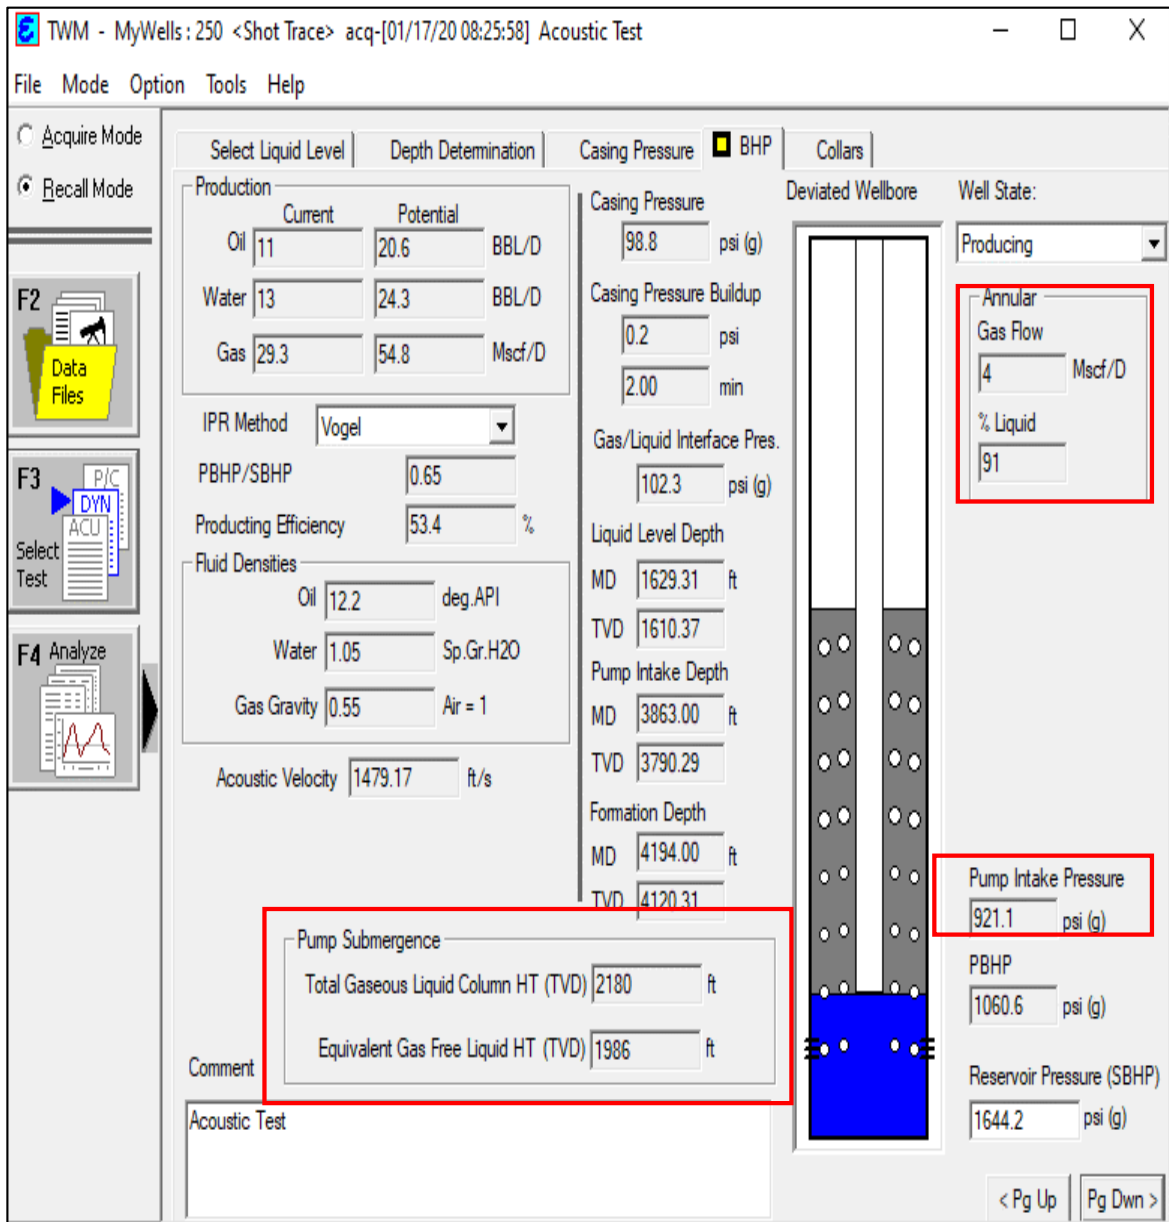 TWM - MyWells : 250 <Shot Trace> acq-[01/17/20 08:25:58] Acoustic Test
File Mode Option Tools Help
Acquire Mode
Recall Mode
F2
Data
Files
F3
P/C
DYN
ACU
Select
Test
F4 Analyze
Select Liquid Level Depth Determination Casing Pressure BHP Collars
Production
Current Potential
Oil 11 20.6 BBL/D
Water 13 24.3 BBL/D
Gas 29.3 54.8 Mscf/D
IPR Method Vogel
PBHP/SBHP 0.65
Producting Efficiency 53.4 %
Fluid Densities
Oil 12.2 deg.API
Water 1.05 Sp.Gr.H2O
Gas Gravity 0.55 Air = 1
Acoustic Velocity 1479.17 ft/s
Casing Pressure
98.8 psi (g)
Casing Pressure Buildup
0.2 psi
2.00 min
Gas/Liquid Interface Pres.
102.3 psi (g)
Liquid Level Depth
MD 1629.31 ft
TVD 1610.37
Pump Intake Depth
MD 3863.00 ft
TVD 3790.29
Formation Depth
MD 4194.00 ft
TVD 4120.31
Pump Submergence
Total Gaseous Liquid Column HT (TVD) 2180 ft
Equivalent Gas Free Liquid HT (TVD) 1986 ft
Comment
Acoustic Test
Deviated Wellbore
Well State:
Producing
Annular
Gas Flow
4 Mscf/D
% Liquid
91
Pump Intake Pressure
921.1 psi (g)
PBHP
1060.6 psi (g)
Reservoir Pressure (SBHP)
1644.2 psi (g)
< Pg Up Pg Dwn >